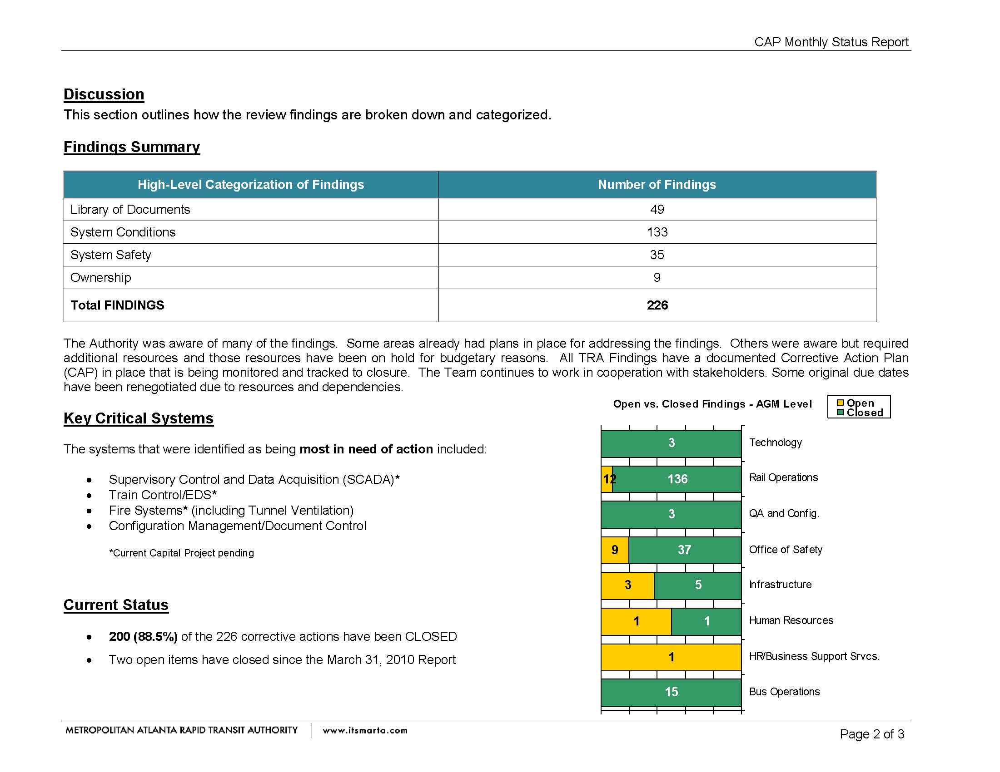 CAP Monthly Status Report
Discussion
This section outlines how the review findings are broken down and categorized.
Findings Summary
High-Level Categorization of Findings Number of Findings
Library of Documents 49
System Conditions 133
System Safety 35
Ownership 9
Total FINDINGS 226
The Authority was aware of many of the findings. Some areas already had plans in place for addressing the findings. Others were aware but required
additional resources and those resources have been on hold for budgetary reasons. All TRA Findings have a documented Corrective Action Plan
(CAP) in place that is being monitored and tracked to closure. The Team continues to work in cooperation with stakeholders. Some original due dates
have been renegotiated due to resources and dependencies.
Key Critical Systems
The systems that were identified as being most in need of action included:
• Supervisory Control and Data Acquisition (SCADA)*
• Train Control/EDS*
• Fire Systems* (including Tunnel Ventilation)
• Configuration Management/Document Control
*Current Capital Project pending
Current Status
• 200 (88.5%) of the 226 corrective actions have been CLOSED
• Two open items have closed since the March 31, 2010 Report
Open vs. Closed Findings - AGM Level
Open
Closed
3 Technology
12 136 Rail Operations
3 QA and Config.
9 37 Office of Safety
3 5 Infrastructure
1 1 Human Resources
1 HR/Business Support Srvcs.
15 Bus Operations
METROPOLITAN ATLANTA RAPID TRANSIT AUTHORITY | www.itsmarta.com
Page 2 of 3